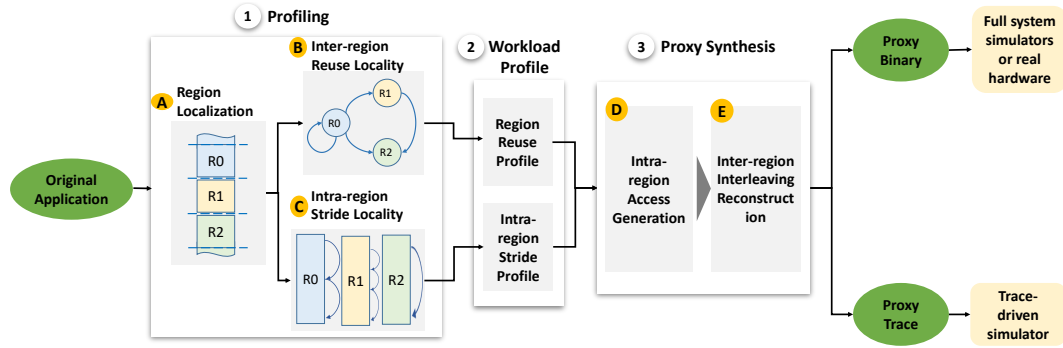 1 Profiling
A Region
Localization
R0
R1
R2
B Inter-region
Reuse Locality
R0
R1
R2
C Intra-region
Stride Locality
R0
R1
R2
Original
Application
2 Workload
Profile
Region
Reuse
Profile
Intra-
region
Stride
Profile
3 Proxy Synthesis
D
Intra-
region
Access
Generation
E
Inter-region
Interleaving
Reconstruct
ion
Proxy
Binary
Full system
simulators
or real
hardware
Proxy
Trace
Trace-
driven
simulator